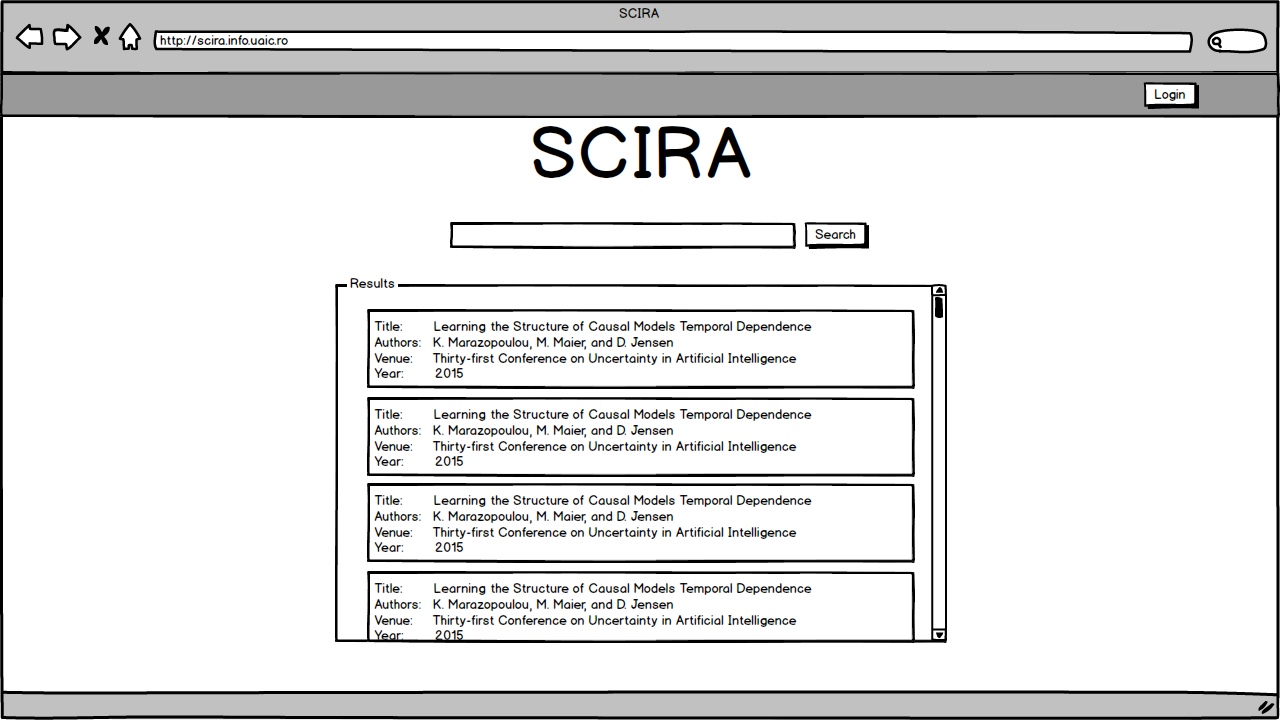 SCIRA
http://scira.info.uaic.ro
Login
SCIRA
Search
Results
Title: Learning the Structure of Causal Models Temporal Dependence
Authors: K. Marazopoulou, M. Maier, and D. Jensen
Venue: Thirty-first Conference on Uncertainty in Artificial Intelligence
Year: 2015
Title: Learning the Structure of Causal Models Temporal Dependence
Authors: K. Marazopoulou, M. Maier, and D. Jensen
Venue: Thirty-first Conference on Uncertainty in Artificial Intelligence
Year: 2015
Title: Learning the Structure of Causal Models Temporal Dependence
Authors: K. Marazopoulou, M. Maier, and D. Jensen
Venue: Thirty-first Conference on Uncertainty in Artificial Intelligence
Year: 2015
Title: Learning the Structure of Causal Models Temporal Dependence
Authors: K. Marazopoulou, M. Maier, and D. Jensen
Venue: Thirty-first Conference on Uncertainty in Artificial Intelligence
Year: 2015